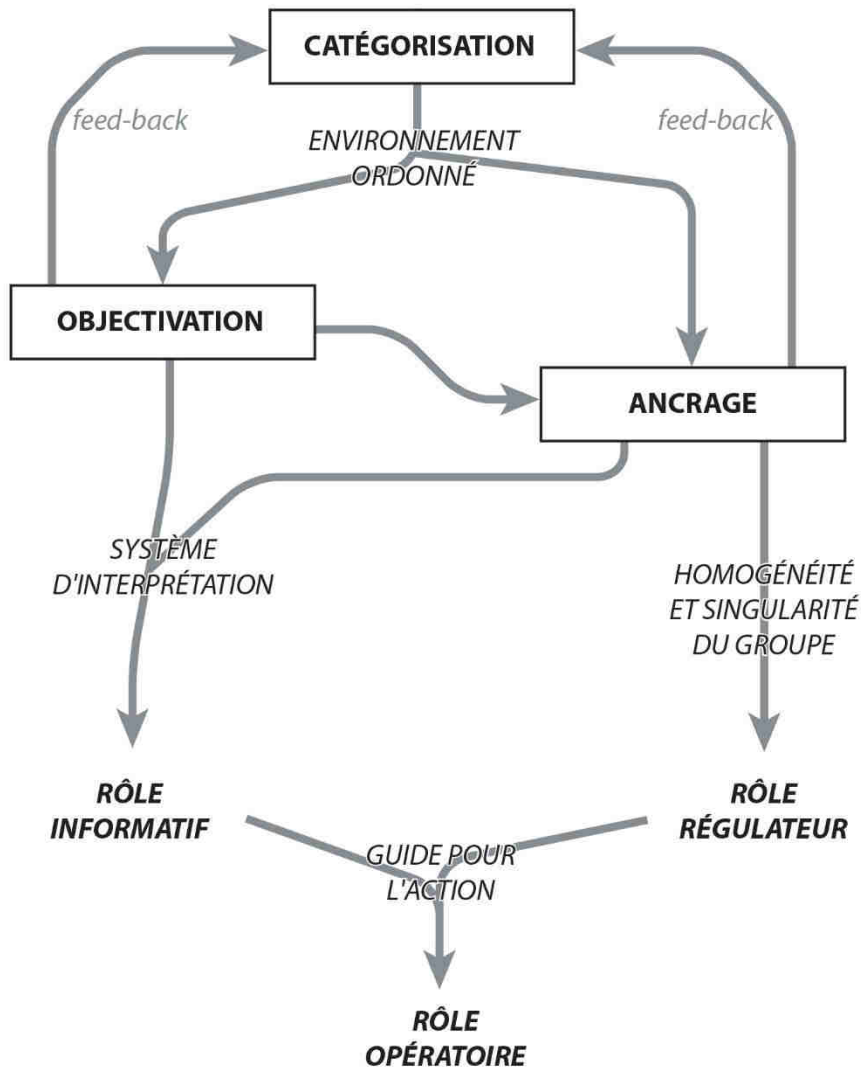 CATÉGORISATION
feed-back
feed-back
ENVIRONNEMENT
ORDONNÉ
OBJECTIVATION
ANCRAGE
SYSTÈME
D'INTERPRÉTATION
HOMOGÉNÉITÉ
ET SINGULARITÉ
DU GROUPE
RÔLE
INFORMATIF
RÔLE
RÉGULATEUR
GUIDE POUR
L'ACTION
RÔLE
OPÉRATOIRE